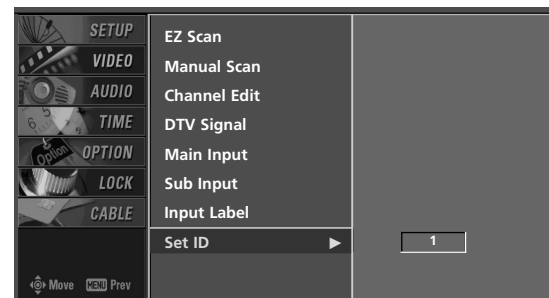 SETUP
VIDEO
AUDIO
TIME
OPTION
LOCK
CABLE
Move MENU Prev
EZ Scan
Manual Scan
Channel Edit
DTV Signal
Main Input
Sub Input
Input Label
Set ID ▶
1